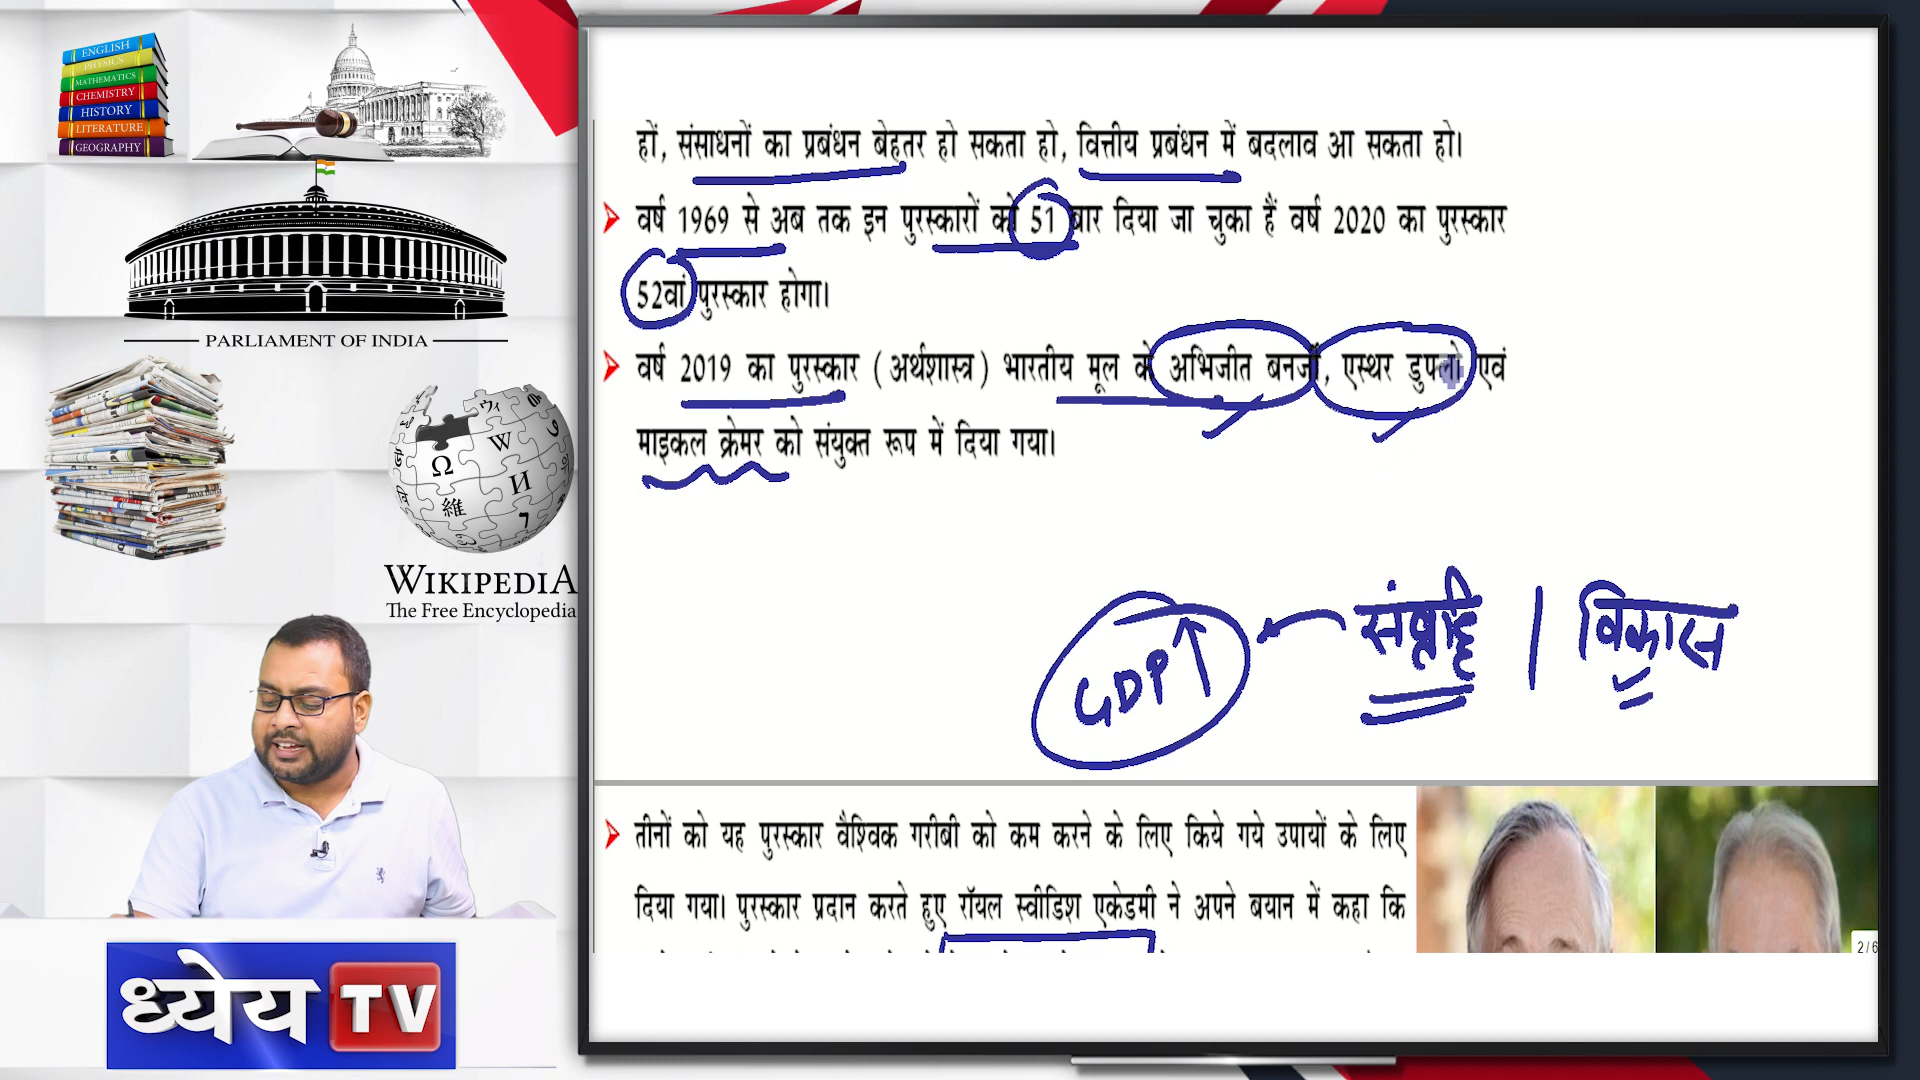 ENGLISH
PHYSICS
MATHEMATICS
CHEMISTRY
HISTORY
LITERATURE
GEOGRAPHY
PARLIAMENT OF INDIA
WIKIPEDIA
The Free Encyclopedia
ध्येय TV
हों, संसाधनों का प्रबंधन बेहतर हो सकता हो, वित्तीय प्रबंधन में बदलाव आ सकता हो।
वर्ष 1969 से अब तक इन पुरस्कारों को 51 बार दिया जा चुका हैं वर्ष 2020 का पुरस्कार
52वां पुरस्कार होगा।
वर्ष 2019 का पुरस्कार (अर्थशास्त्र) भारतीय मूल के अभिजीत बनर्जी, एस्थर डुफ्लो एवं
माइकल क्रेमर को संयुक्त रूप में दिया गया।
GDP↑ ← संवृद्धि | विकास
तीनों को यह पुरस्कार वैश्विक गरीबी को कम करने के लिए किये गये उपायों के लिए
दिया गया। पुरस्कार प्रदान करते हुए रॉयल स्वीडिश एकेडमी ने अपने बयान में कहा कि
2/6